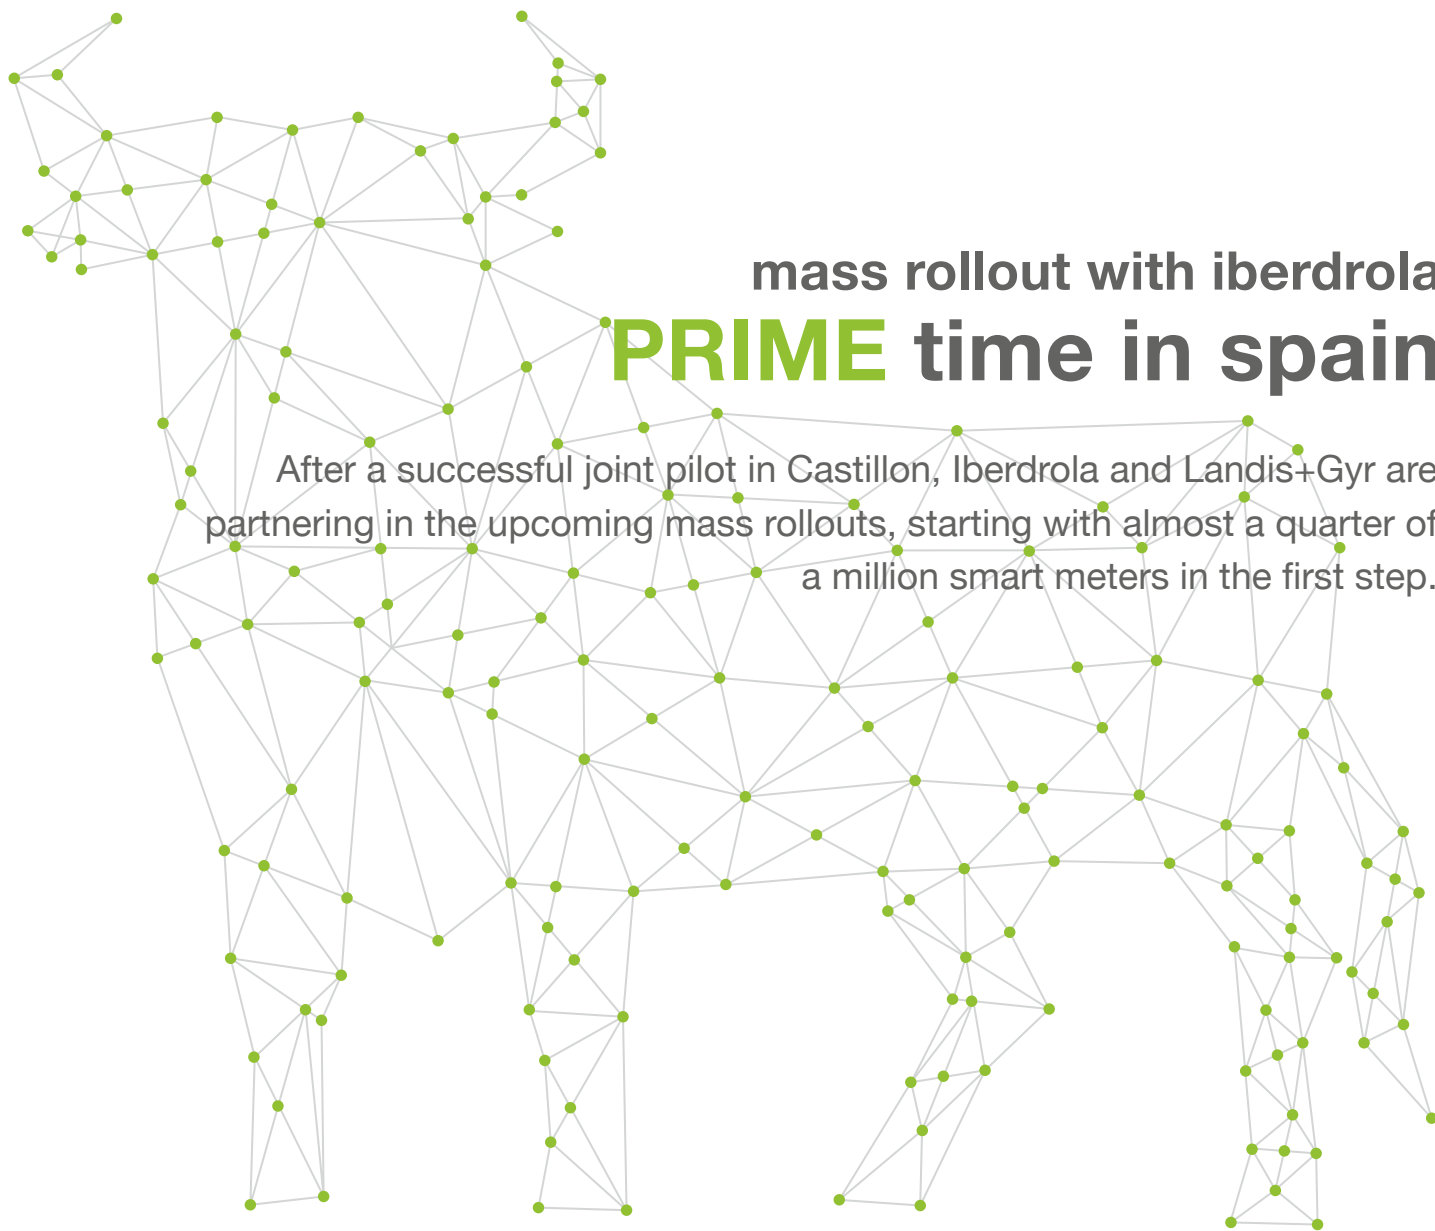 mass rollout with iberdrola
PRIME time in spain
After a successful joint pilot in Castillon, Iberdrola and Landis+Gyr are
partnering in the upcoming mass rollouts, starting with almost a quarter of
a million smart meters in the first step.